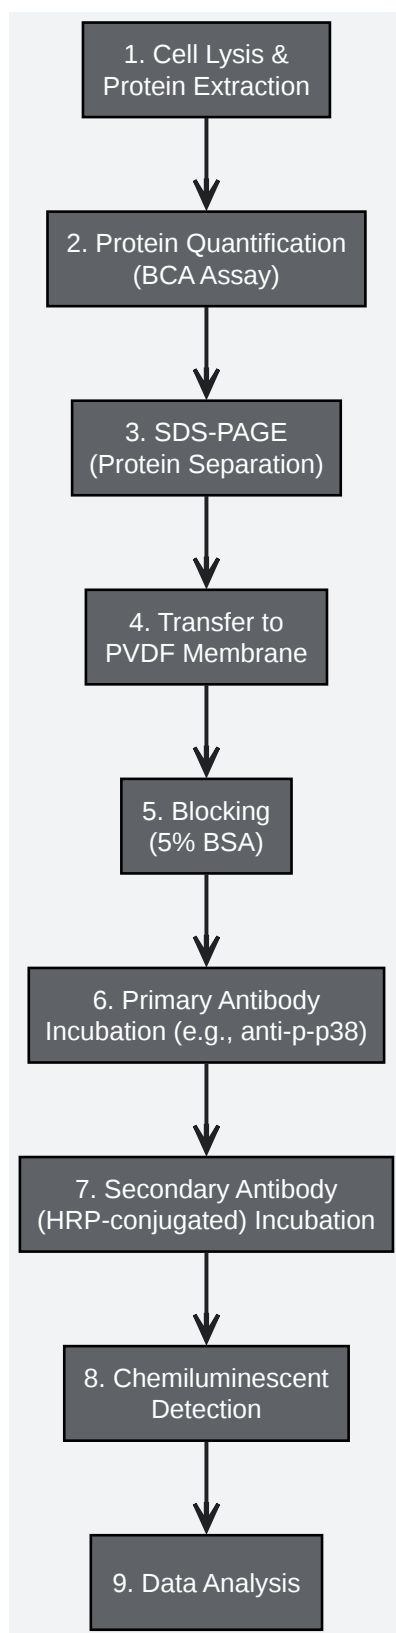 1. Cell Lysis &
Protein Extraction
2. Protein Quantification
(BCA Assay)
3. SDS-PAGE
(Protein Separation)
4. Transfer to
PVDF Membrane
5. Blocking
(5% BSA)
6. Primary Antibody
Incubation (e.g., anti-p-p38)
7. Secondary Antibody
(HRP-conjugated) Incubation
8. Chemiluminescent
Detection
9. Data Analysis